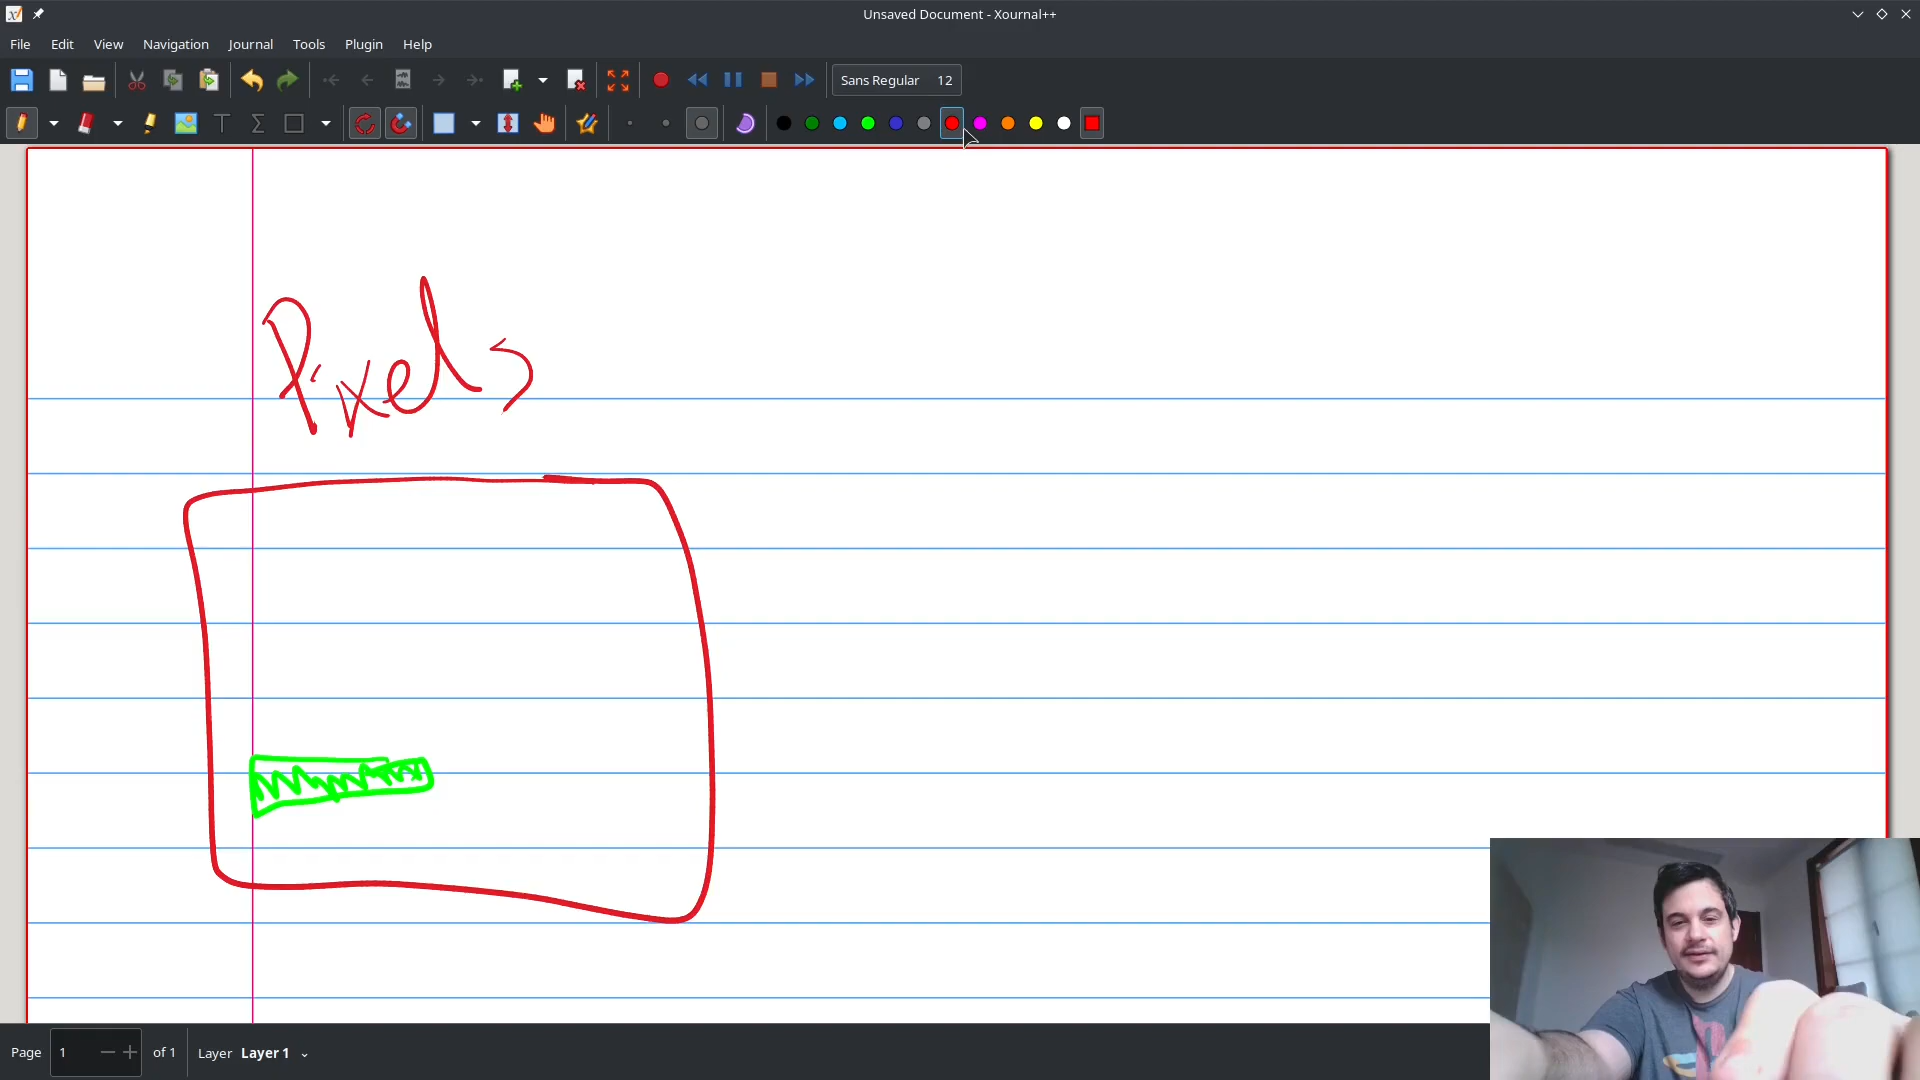 Unsaved Document - Xournal++
File Edit View Navigation Journal Tools Plugin Help
Sans Regular 12
Pixels
Page 1 of 1 Layer Layer 1